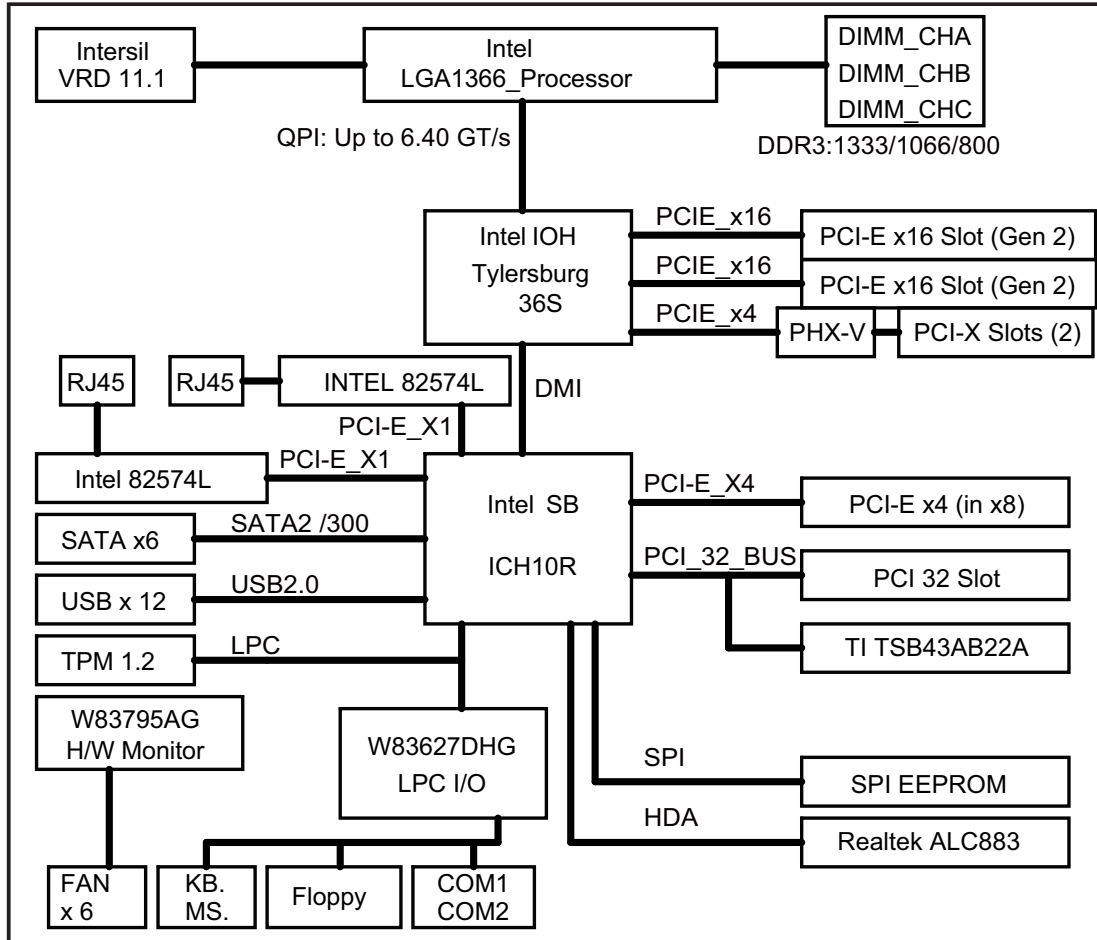 Intersil
VRD 11.1
Intel
LGA1366_Processor
DIMM_CHA
DIMM_CHB
DIMM_CHC
QPI: Up to 6.40 GT/s
DDR3:1333/1066/800
Intel IOH
Tylersburg
36S
PCIE_x16
PCI-E x16 Slot (Gen 2)
PCIE_x16
PCI-E x16 Slot (Gen 2)
PCIE_x4
PHX-V
PCI-X Slots (2)
RJ45
RJ45
INTEL 82574L
DMI
PCI-E_X1
Intel 82574L
PCI-E_X1
Intel SB
ICH10R
PCI-E_X4
PCI-E x4 (in x8)
SATA x6
SATA2 /300
PCI_32_BUS
PCI 32 Slot
USB x 12
USB2.0
TPM 1.2
LPC
TI TSB43AB22A
W83795AG
H/W Monitor
W83627DHG
LPC I/O
SPI
SPI EEPROM
HDA
Realtek ALC883
FAN
x 6
KB.
MS.
Floppy
COM1
COM2